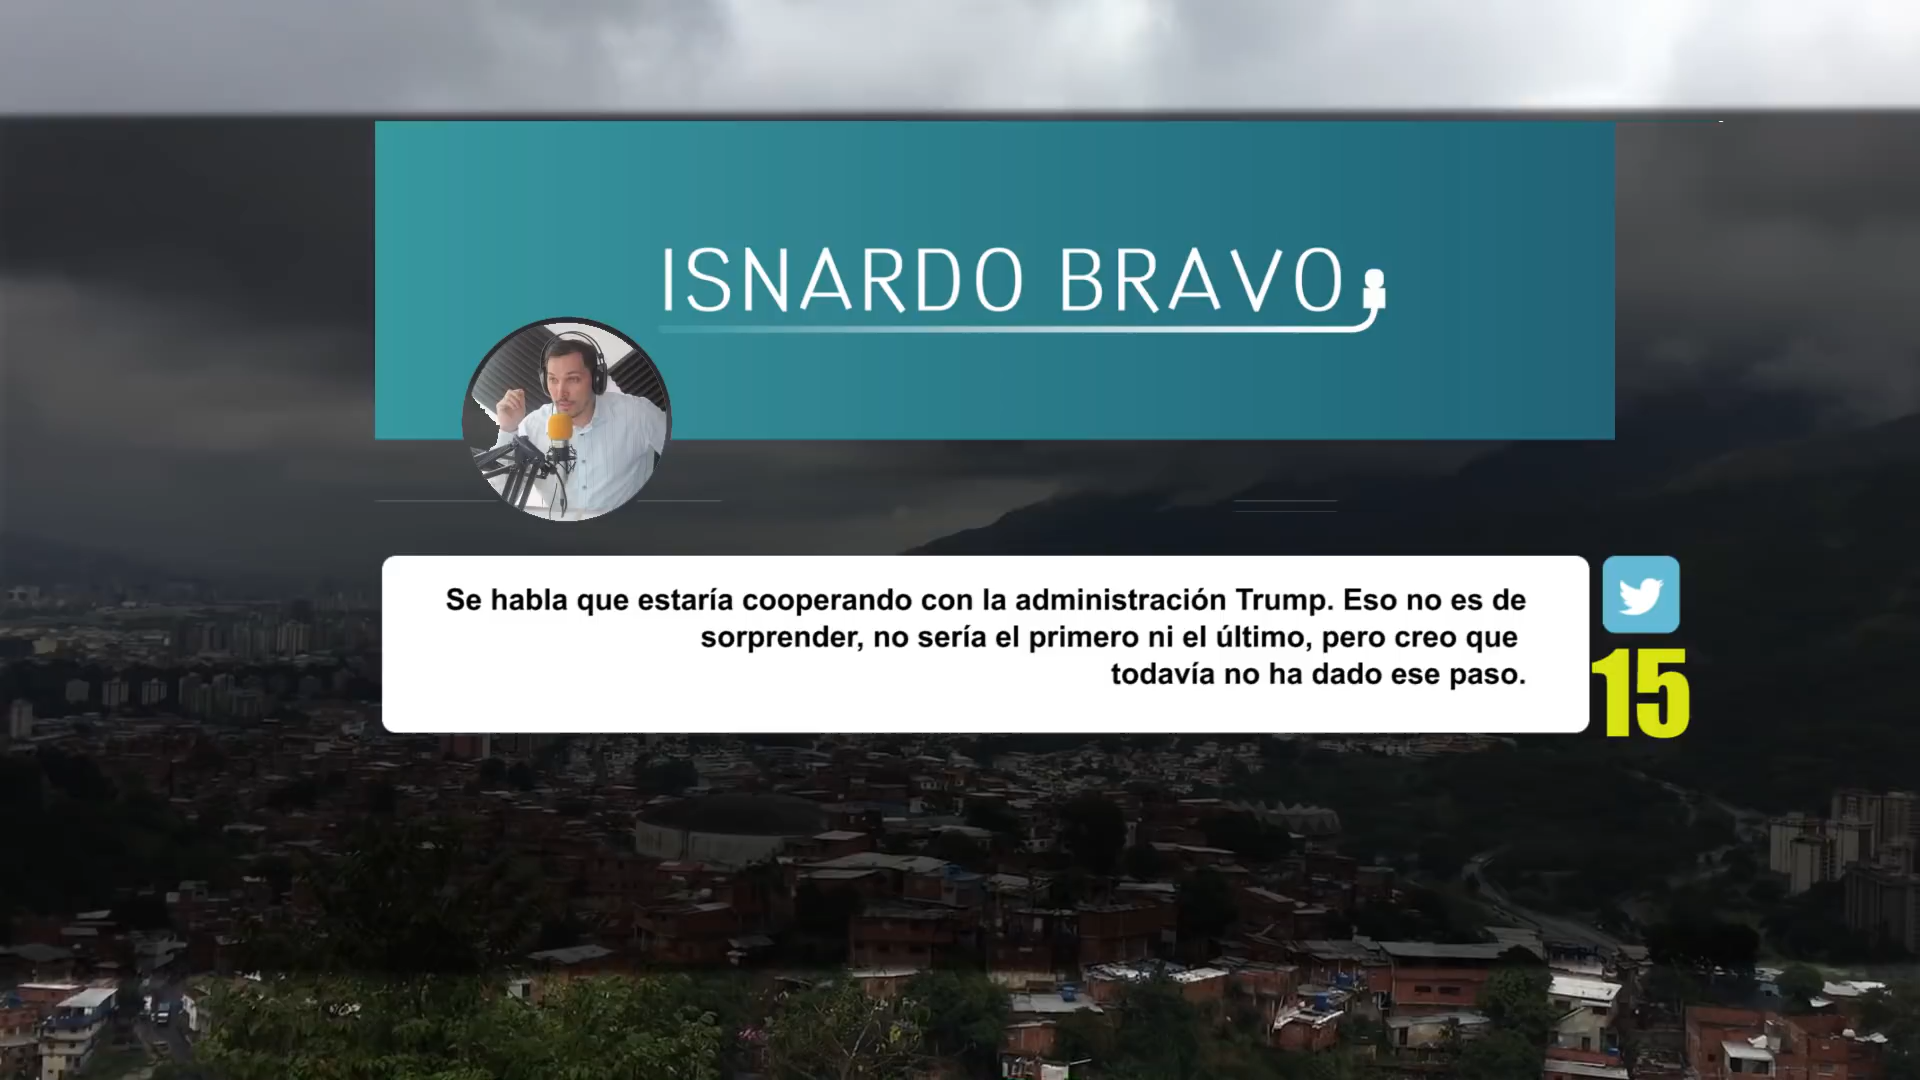 ISNARDO BRAVO
Se habla que estaría cooperando con la administración Trump. Eso no es de
sorprender, no sería el primero ni el último, pero creo que
todavía no ha dado ese paso.
15